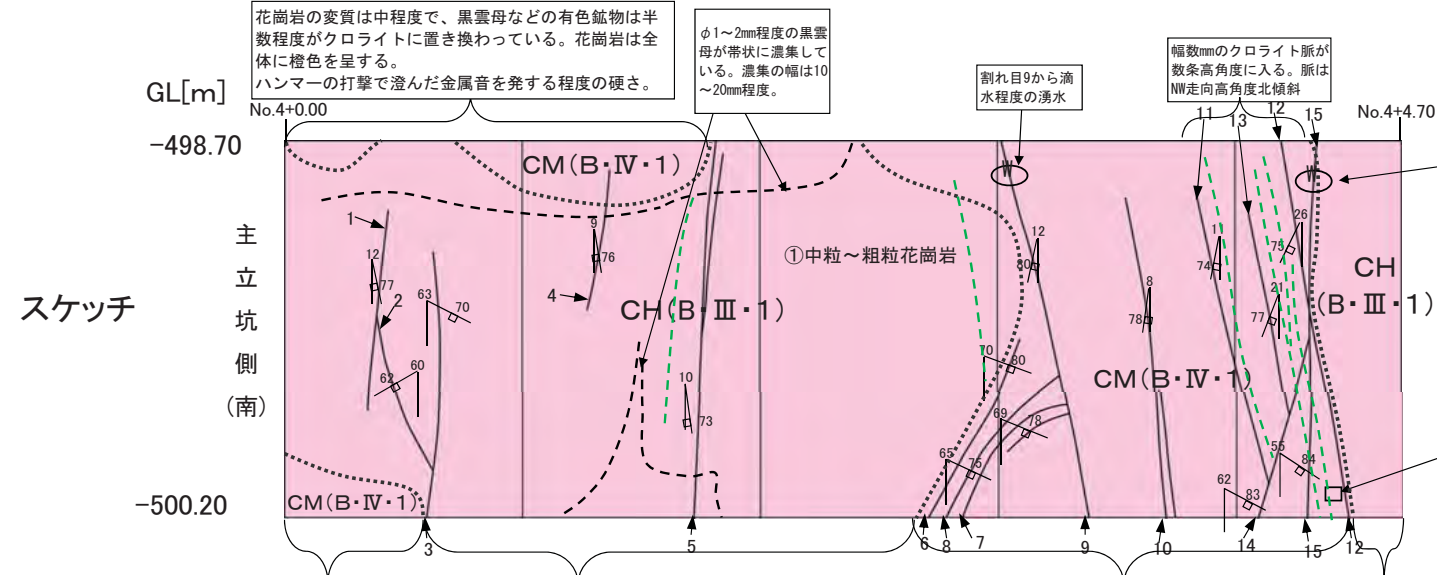 花崗岩の変質は中程度で、黒雲母などの有色鉱物は半
数程度がクロライトに置き換わっている。花崗岩は全
体に橙色を呈する。
ハンマーの打撃で澄んだ金属音を発する程度の硬さ。
φ1～2mm程度の黒雲
母が帯状に濃集して
いる。濃集の幅は10
～20mm程度。
割れ目9から滴
水程度の湧水
幅数mmのクロライト脈が
数条高角度に入る。脈は
NW走向高角度北傾斜
GL[m]
No.4+0.00
No.4+4.70
11
13
12
15
-498.70
CM(B・Ⅳ・1)
W
W
1
9
76
4
12
77
2
63
70
60
62
主
立
坑
側
(南)
スケッチ
①中粒～粗粒花崗岩
CH(B・Ⅲ・1)
10
73
12
80
8
78
11
74
26
75
21
77
CH
(B・Ⅲ・1)
70
80
CM(B・Ⅳ・1)
69
78
65
75
55
84
62
83
CM(B・Ⅳ・1)
-500.20
3
5
6
8
7
9
10
14
15
12